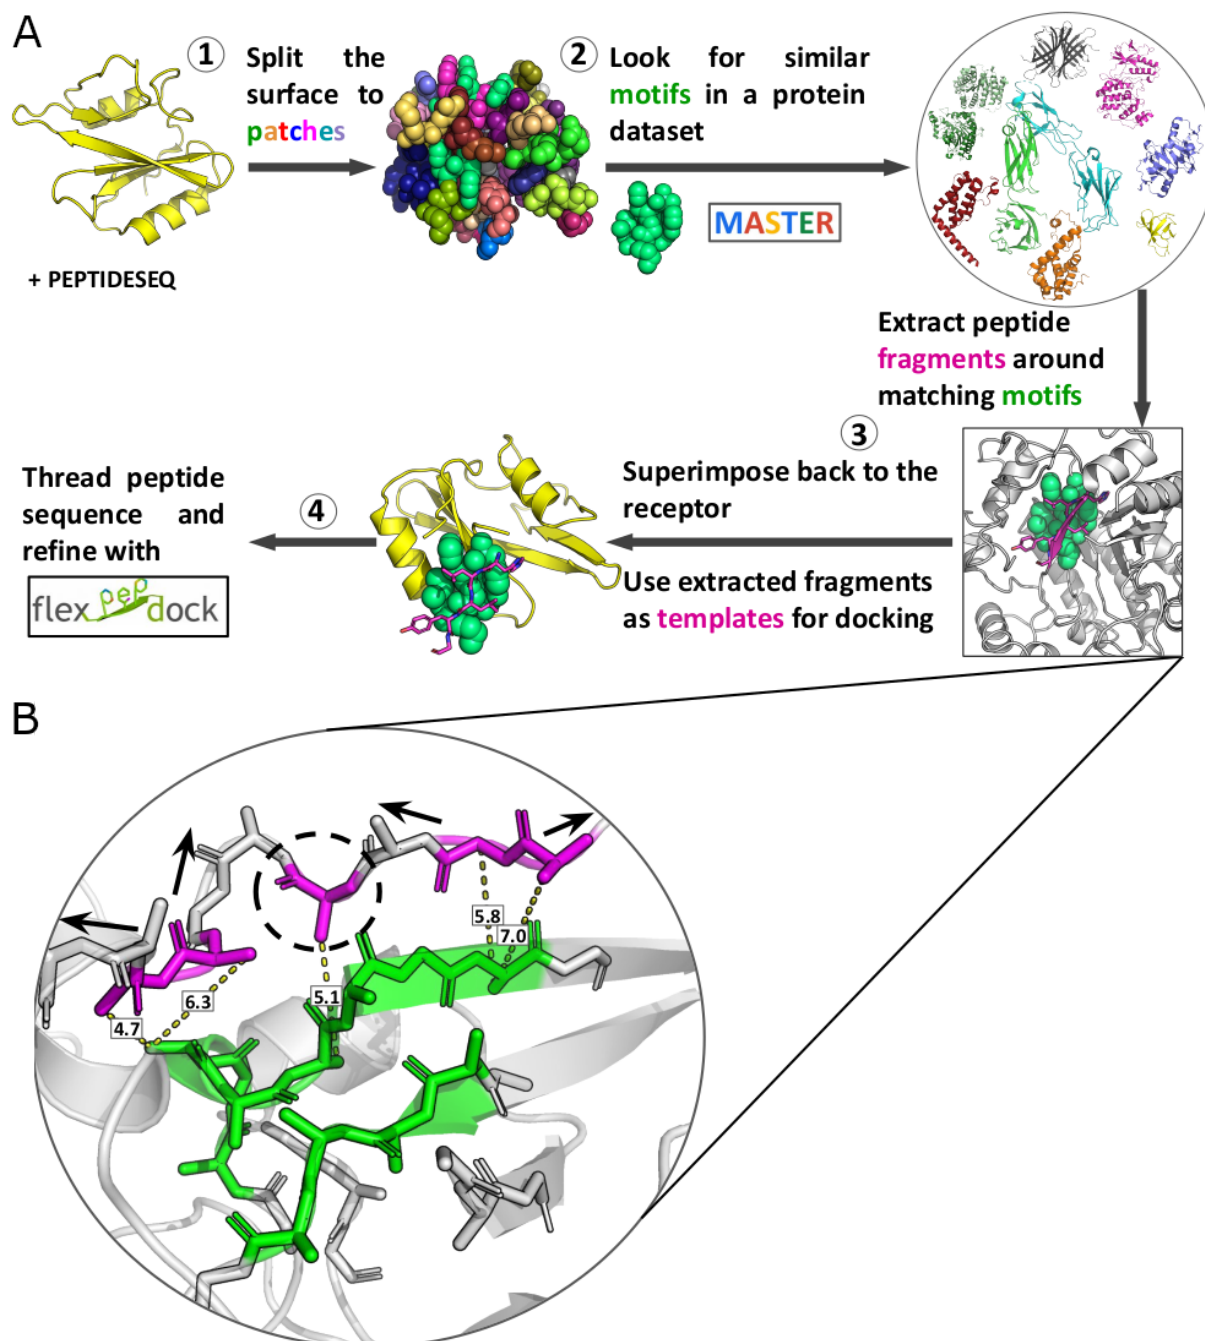 A
1
Split the
surface to
patches
2
Look for similar
motifs in a protein
dataset
MASTER
+ PEPTIDESEQ
Extract peptide
fragments around
matching motifs
3
Superimpose back to the
receptor
Use extracted fragments
as templates for docking
4
Thread peptide
sequence and
refine with
flex pep dock
B
5.8
7.0
6.3
5.1
4.7